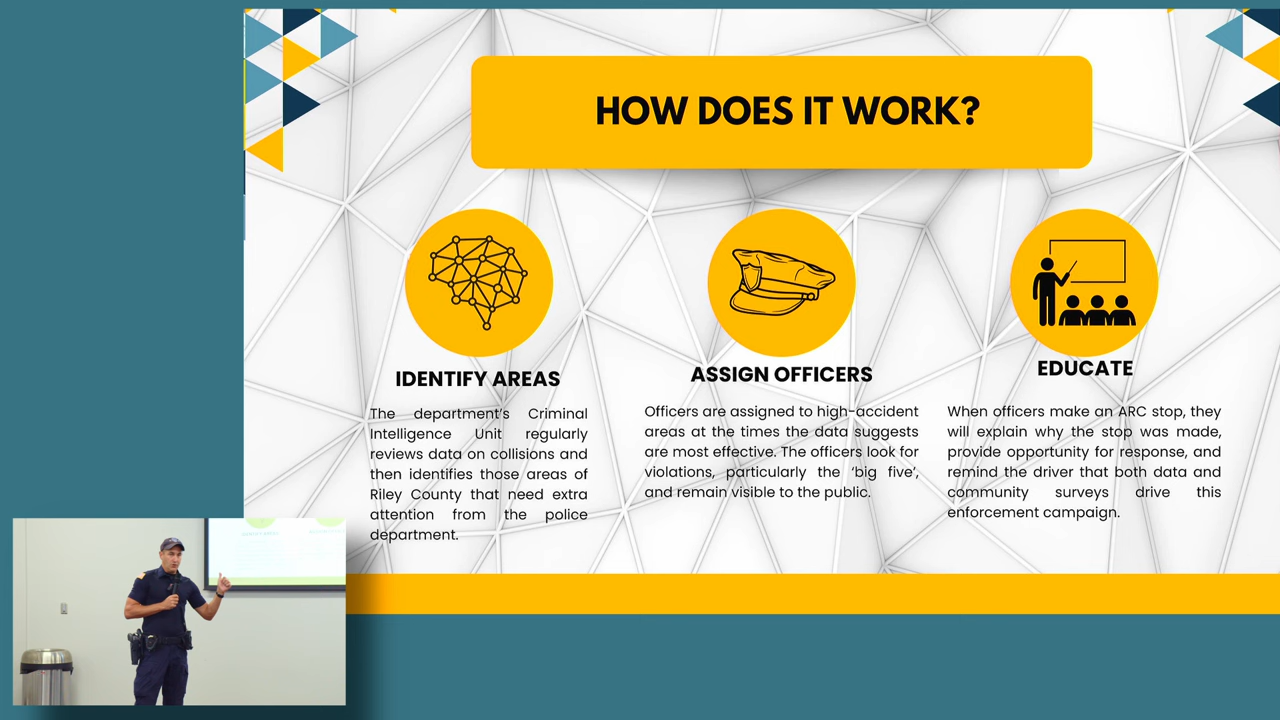 HOW DOES IT WORK?
IDENTIFY AREAS
The department's Criminal
Intelligence Unit regularly
reviews data on collisions and
then identifies those areas of
Riley County that need extra
attention from the police
department.
ASSIGN OFFICERS
Officers are assigned to high-accident
areas at the times the data suggests
are most effective. The officers look for
violations, particularly the ‘big five’,
and remain visible to the public.
EDUCATE
When officers make an ARC stop, they
will explain why the stop was made,
provide opportunity for response, and
remind the driver that both data and
community surveys drive this
enforcement campaign.